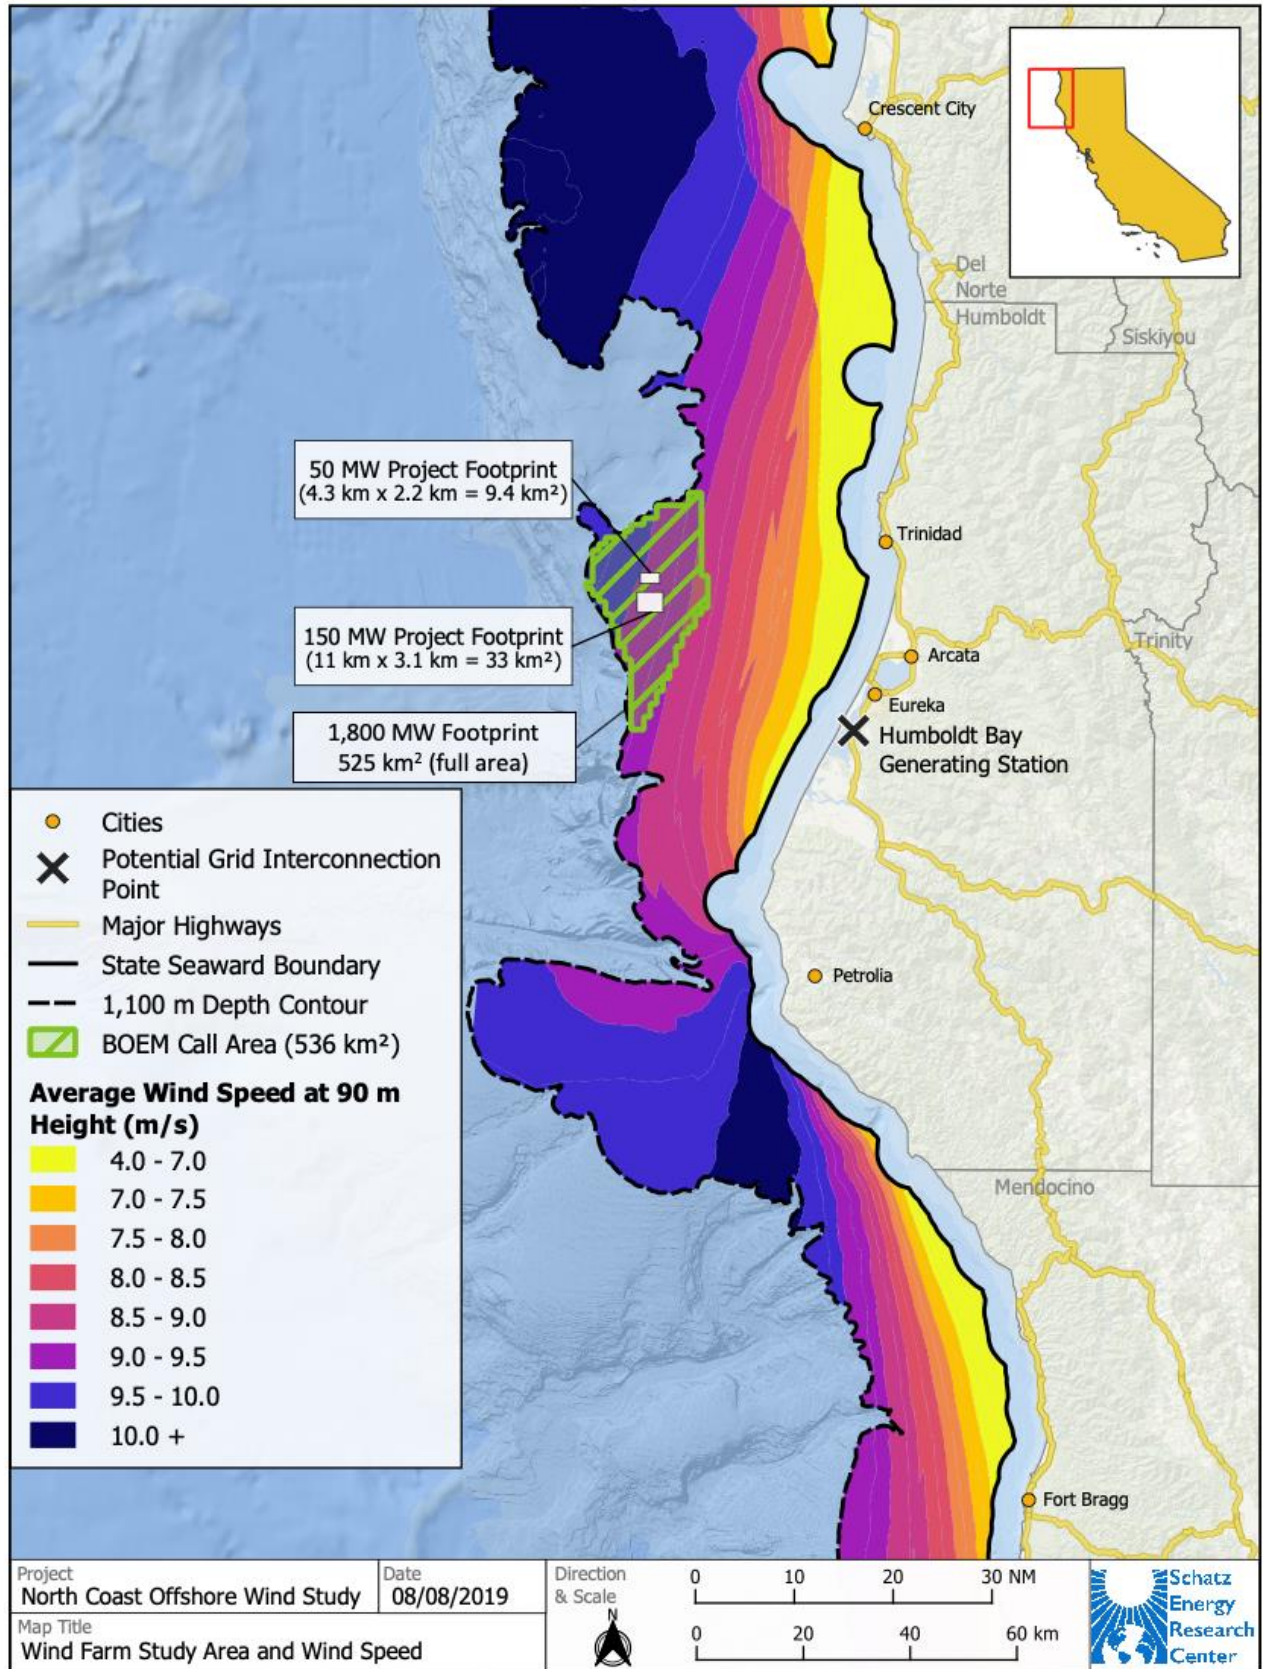 Crescent City
Del
Norte
Humboldt
Siskiyou
50 MW Project Footprint
(4.3 km x 2.2 km = 9.4 km²)
Trinidad
150 MW Project Footprint
(11 km x 3.1 km = 33 km²)
Trinity
Arcata
Eureka
1,800 MW Footprint
525 km² (full area)
Humboldt Bay
Generating Station
Petrolia
Mendocino
Fort Bragg
Cities
Potential Grid Interconnection
Point
Major Highways
State Seaward Boundary
1,100 m Depth Contour
BOEM Call Area (536 km²)
Average Wind Speed at 90 m
Height (m/s)
4.0 - 7.0
7.0 - 7.5
7.5 - 8.0
8.0 - 8.5
8.5 - 9.0
9.0 - 9.5
9.5 - 10.0
10.0 +
Project
North Coast Offshore Wind Study
Date
08/08/2019
Map Title
Wind Farm Study Area and Wind Speed
Direction
& Scale
N
0 10 20 30 NM
0 20 40 60 km
Schatz
Energy
Research
Center